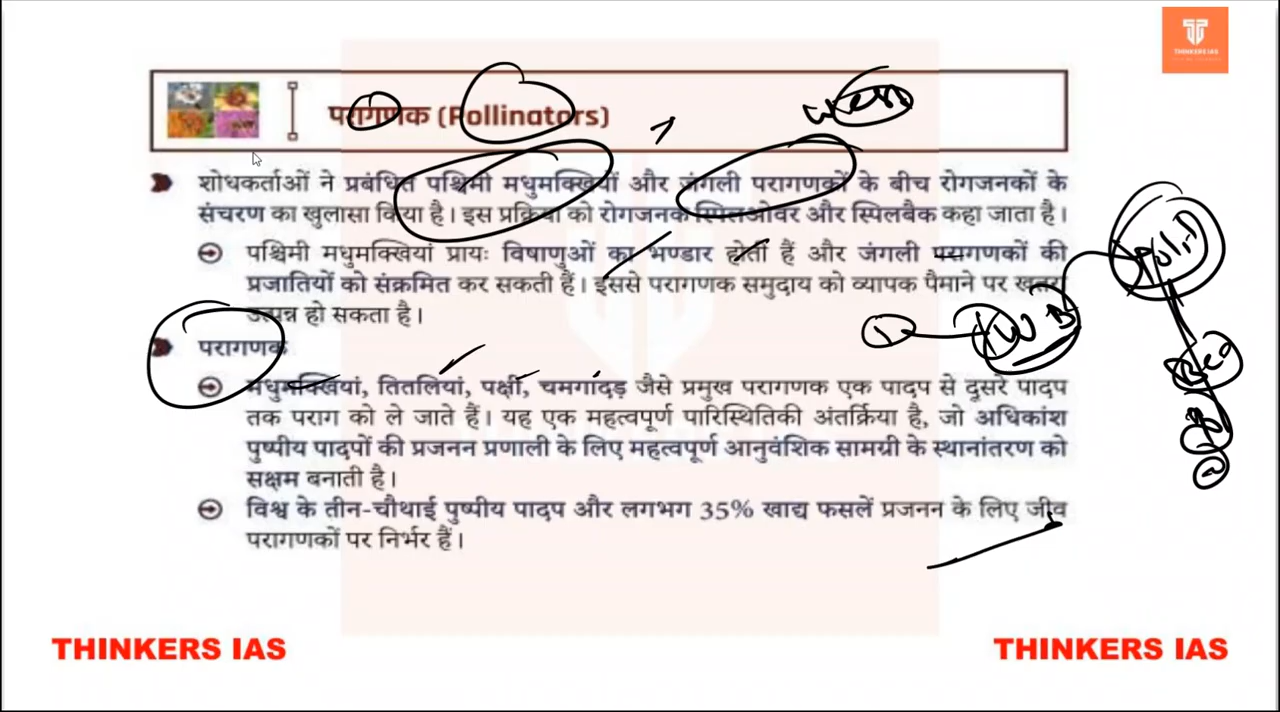 THINKERS IAS
परागणक (Pollinators)
शोधकर्ताओं ने प्रबंधित पश्चिमी मधुमक्खियों और जंगली परागणकों के बीच रोगजनकों के
संचरण का खुलासा किया है। इस प्रक्रिया को रोगजनक स्पिलओवर और स्पिलबैक कहा जाता है।
पश्चिमी मधुमक्खियां प्रायः विषाणुओं का भण्डार होती हैं और जंगली परागणकों की
प्रजातियों को संक्रमित कर सकती हैं। इससे परागणक समुदाय को व्यापक पैमाने पर खतरा
उत्पन्न हो सकता है।
परागणक
मधुमक्खियां, तितलियां, पक्षी, चमगादड़ जैसे प्रमुख परागणक एक पादप से दूसरे पादप
तक पराग को ले जाते हैं। यह एक महत्वपूर्ण पारिस्थितिकी अंतर्क्रिया है, जो अधिकांश
पुष्पीय पादपों की प्रजनन प्रणाली के लिए महत्वपूर्ण आनुवंशिक सामग्री के स्थानांतरण को
सक्षम बनाती है।
विश्व के तीन-चौथाई पुष्पीय पादप और लगभग 35% खाद्य फसलें प्रजनन के लिए जीव
परागणकों पर निर्भर हैं।
THINKERS IAS
THINKERS IAS